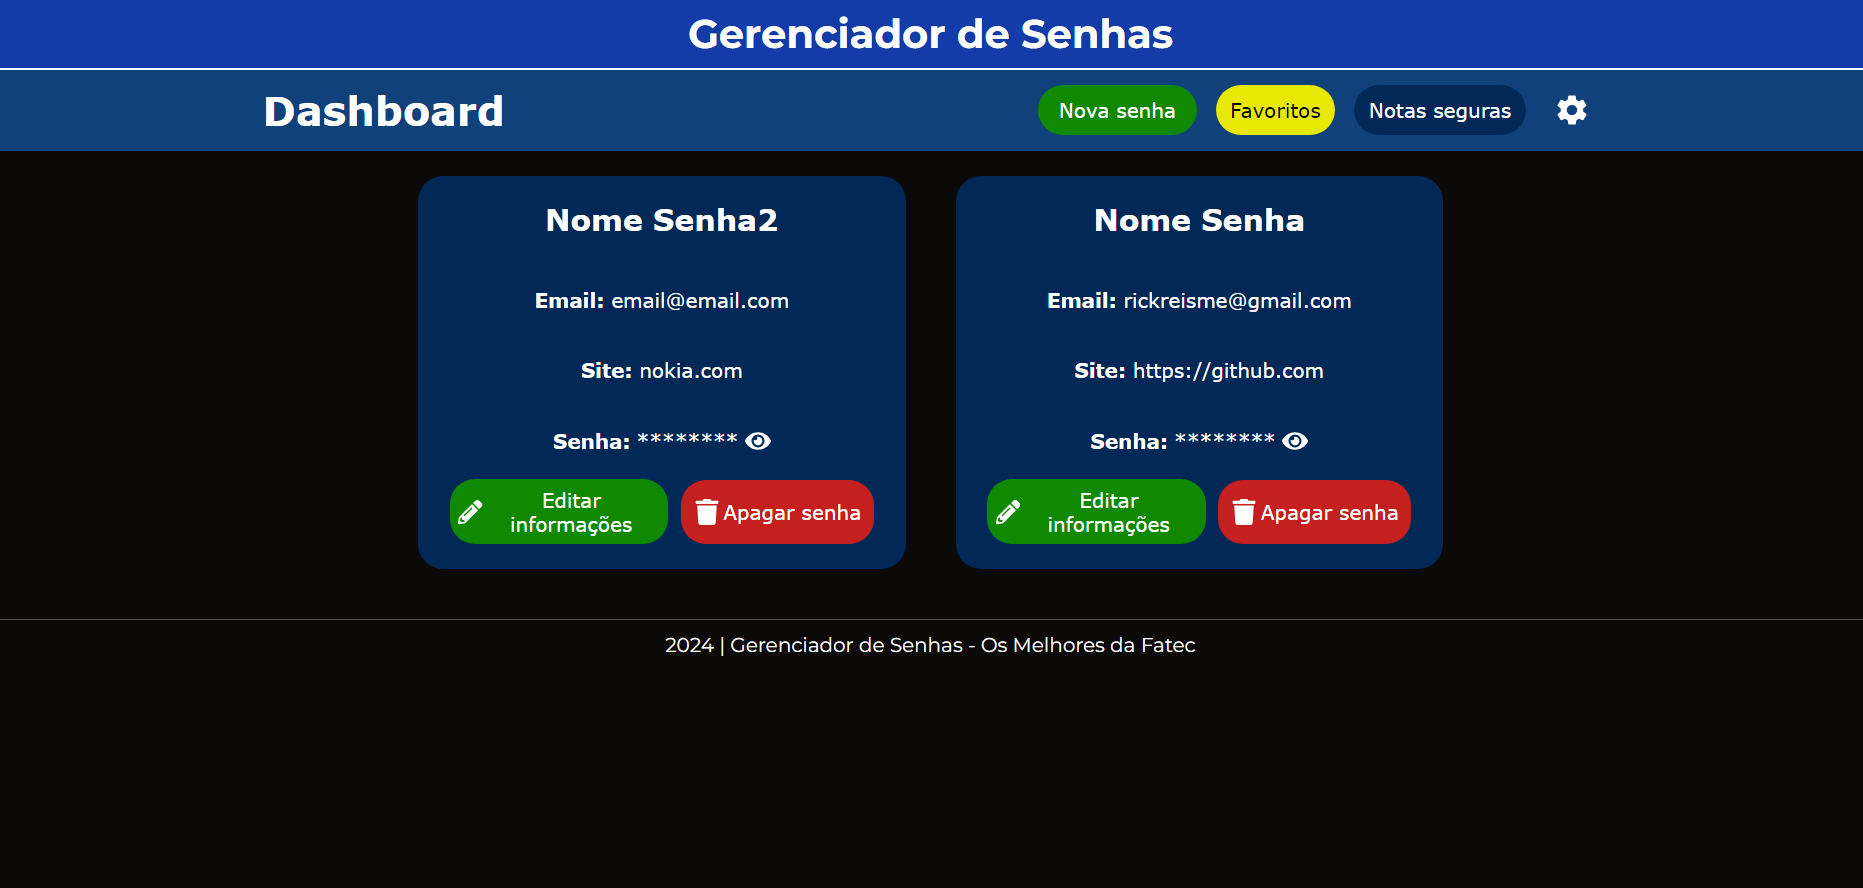 Gerenciador de Senhas
Dashboard
Nova senha
Favoritos
Notas seguras
Nome Senha2
Email: email@email.com
Site: nokia.com
Senha: ********
Editar
informações
Apagar senha
Nome Senha
Email: rickreisme@gmail.com
Site: https://github.com
Senha: ********
Editar
informações
Apagar senha
2024 | Gerenciador de Senhas - Os Melhores da Fatec